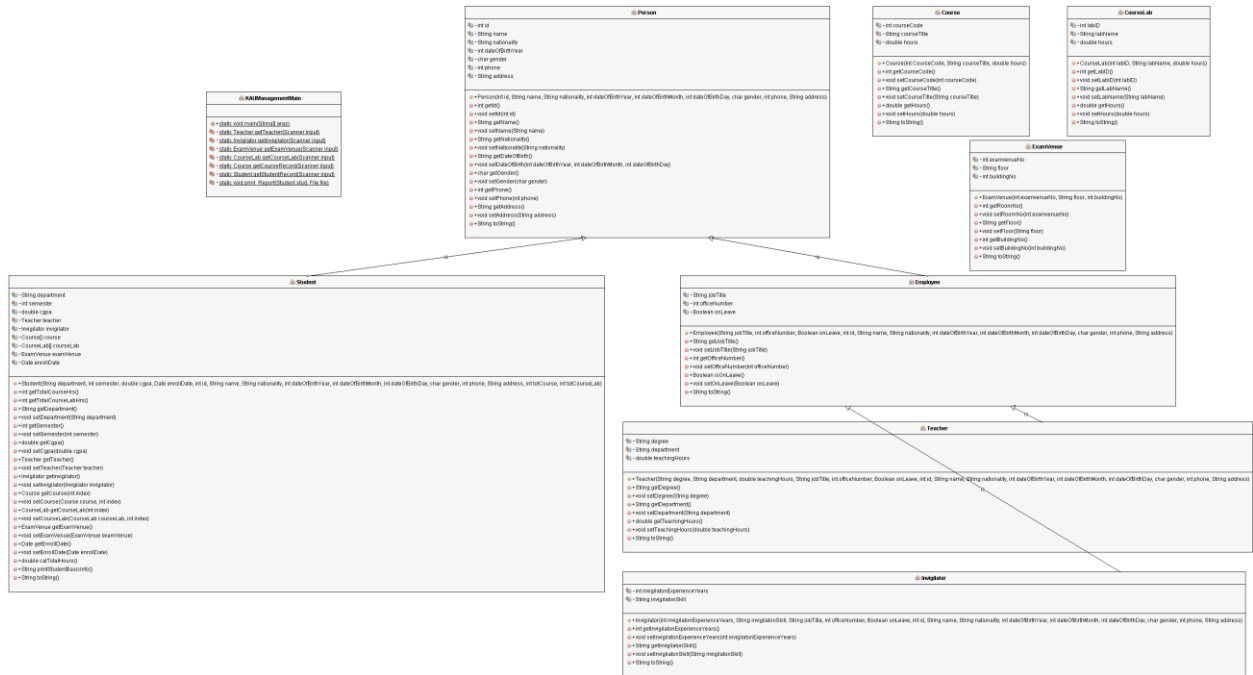 Person
-int id
-String name
-String nationality
-int dateOfBirthYear
-char gender
-int phone
-String address
+Person(int id, String name, String nationality, int dateOfBirthYear, int dateOfBirthMonth, int dateOfBirthDay, char gender, int phone, String address)
+int getId()
+void setId(int id)
+String getName()
+void setName(String name)
+String getNationality()
+void setNationality(String nationality)
+String getDateOfBirth()
+void setDateOfBirth(int dateOfBirthYear, int dateOfBirthMonth, int dateOfBirthDay)
+char getGender()
+void setGender(char gender)
+int getPhone()
+void setPhone(int phone)
+String getAddress()
+void setAddress(String address)
+String toString()
Course
-int courseCode
-String courseTitle
-double hours
+Course(int CourseCode, String courseTitle, double hours)
+int getCourseCode()
+void setCourseCode(int courseCode)
+String getCourseTitle()
+void setCourseTitle(String courseTitle)
+double getHours()
+void setHours(double hours)
+String toString()
CourseLab
-int labID
-String labName
-double hours
+CourseLab(int labID, String labName, double hours)
+int getLabID()
+void setLabID(int labID)
+String getLabName()
+void setLabName(String labName)
+double getHours()
+void setHours(double hours)
+String toString()
KAUManagementMain
+static void main(String[] args)
-static Teacher getTeacher(Scanner input)
-static Invigilator getInvigilator(Scanner input)
-static ExamVenue getExamVenue(Scanner input)
-static CourseLab getCourseLab(Scanner input)
-static Course getCourseRecord(Scanner input)
-static Student getStudentRecord(Scanner input)
-static void print_Report(Student stud, File file)
ExamVenue
-int examvenueNo
-String floor
-int buildingNo
+ExamVenue(int examvenueNo, String floor, int buildingNo)
+int getRoomNo()
+void setRoomNo(int examvenueNo)
+String getFloor()
+void setFloor(String floor)
+int getBuildingNo()
+void setBuildingNo(int buildingNo)
+String toString()
Student
-String department
-int semester
-double cgpa
-Teacher teacher
-Invigilator invigilator
-Course[] course
-CourseLab[] courseLab
-ExamVenue examVenue
-Date enrollDate
+Student(String department, int semester, double cgpa, Date enrollDate, int id, String name, String nationality, int dateOfBirthYear, int dateOfBirthMonth, int dateOfBirthDay, char gender, int phone, String address, int totCourse, int totCourseLab)
+int getTotalCourseHrs()
+int getTotalCourseLabHrs()
+String getDepartment()
+void setDepartment(String department)
+int getSemester()
+void setSemester(int semester)
+double getCgpa()
+void setCgpa(double cgpa)
+Teacher getTeacher()
+void setTeacher(Teacher teacher)
+Invigilator getInvigilator()
+void setInvigilator(Invigilator invigilator)
+Course getCourse(int index)
+void setCourse(Course course, int index)
+CourseLab getCourseLab(int index)
+void setCourseLab(CourseLab courseLab, int index)
+ExamVenue getExamVenue()
+void setExamVenue(ExamVenue examVenue)
+Date getEnrollDate()
+void setEnrollDate(Date enrollDate)
+double calTotalHours()
+String printStudentBasicInfo()
+String toString()
Employee
-String jobTitle
-int officeNumber
-Boolean onLeave
+Employee(String jobTitle, int officeNumber, Boolean onLeave, int id, String name, String nationality, int dateOfBirthYear, int dateOfBirthMonth, int dateOfBirthDay, char gender, int phone, String address)
+String getJobTitle()
+void setJobTitle(String jobTitle)
+int getOfficeNumber()
+void setOfficeNumber(int officeNumber)
+Boolean isOnLeave()
+void setOnLeave(Boolean onLeave)
+String toString()
Teacher
-String degree
-String department
-double teachingHours
+Teacher(String degree, String department, double teachingHours, String jobTitle, int officeNumber, Boolean onLeave, int id, String name, String nationality, int dateOfBirthYear, int dateOfBirthMonth, int dateOfBirthDay, char gender, int phone, String address)
+String getDegree()
+void setDegree(String degree)
+String getDepartment()
+void setDepartment(String department)
+double getTeachingHours()
+void setTeachingHours(double teachingHours)
+String toString()
Invigilator
-int invigilatonExperienceYears
-String invigilatonSkill
+Invigilator(int invigilatonExperienceYears, String invigilatonSkill, String jobTitle, int officeNumber, Boolean onLeave, int id, String name, String nationality, int dateOfBirthYear, int dateOfBirthMonth, int dateOfBirthDay, char gender, int phone, String address)
+int getInvigilatonExperienceYears()
+void setInvigilatonExperienceYears(int invigilatonExperienceYears)
+String getInvigilatonSkill()
+void setInvigilatonSkill(String invigilatonSkill)
+String toString()